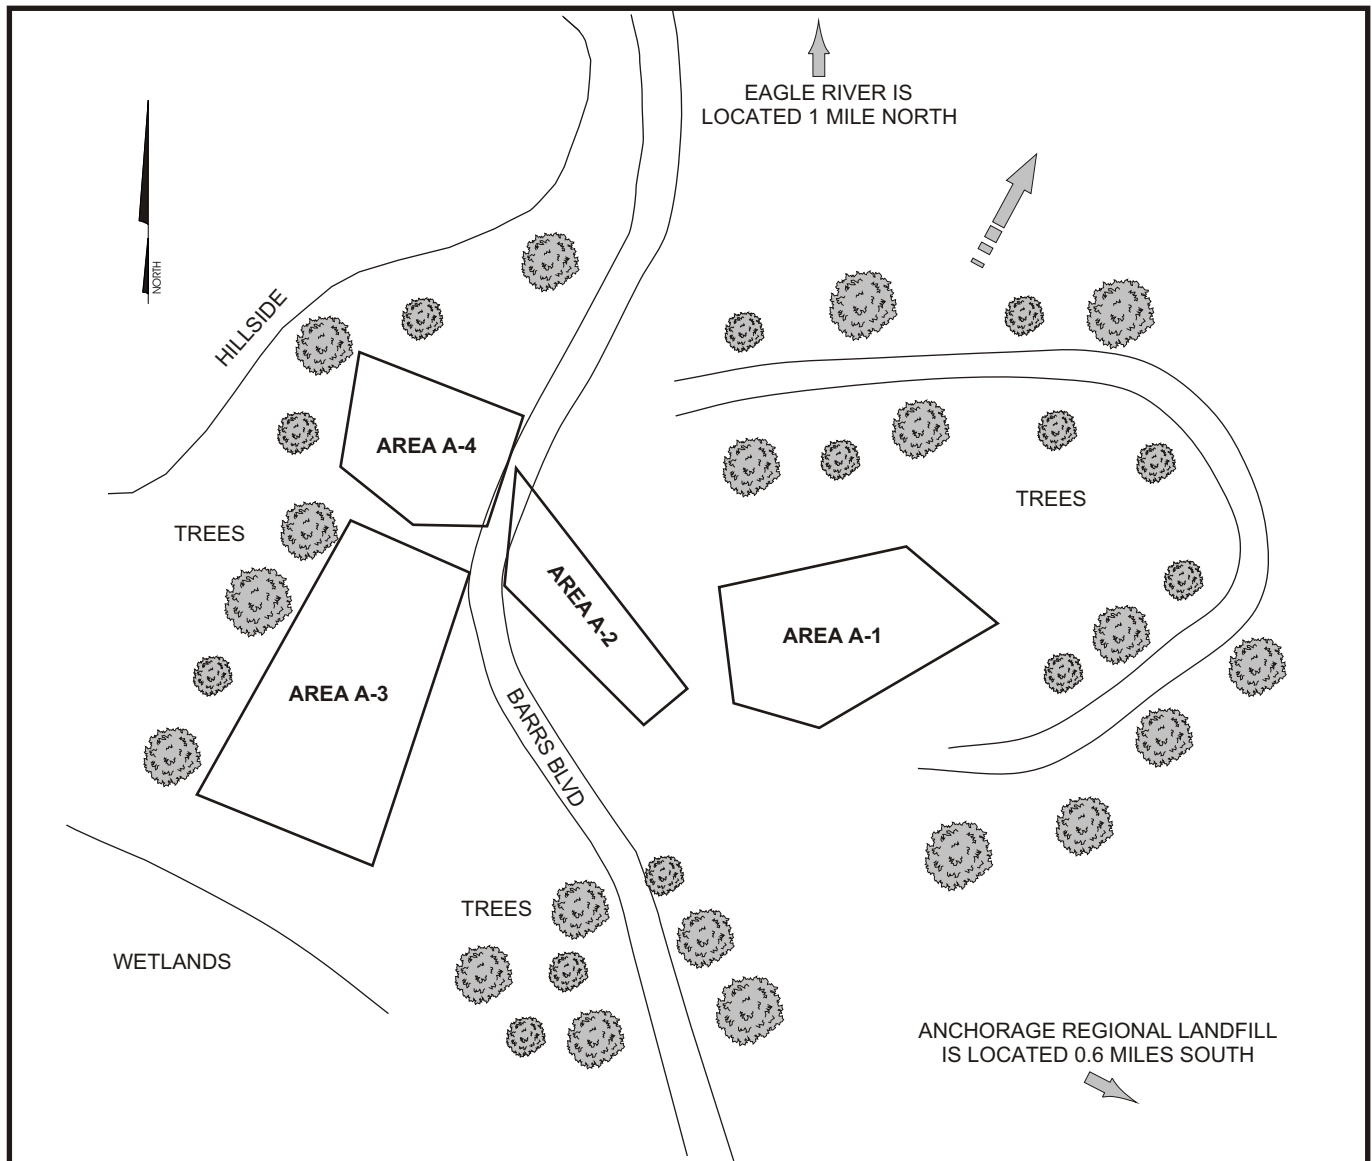 EAGLE RIVER IS
LOCATED 1 MILE NORTH
NORTH
HILLSIDE
AREA A-4
TREES
TREES
AREA A-2
AREA A-1
AREA A-3
BARRS BLVD
TREES
WETLANDS
ANCHORAGE REGIONAL LANDFILL
IS LOCATED 0.6 MILES SOUTH